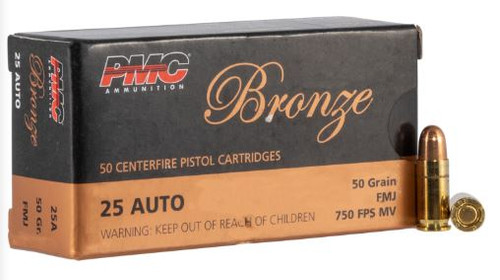 25 AUTO
Bronze
PMC
25A
50 Gr.
FMJ
PMC
AMMUNITION
Bronze
50 CENTERFIRE PISTOL CARTRIDGES
25 AUTO
50 Grain
FMJ
750 FPS MV
WARNING: KEEP OUT OF REACH OF CHILDREN